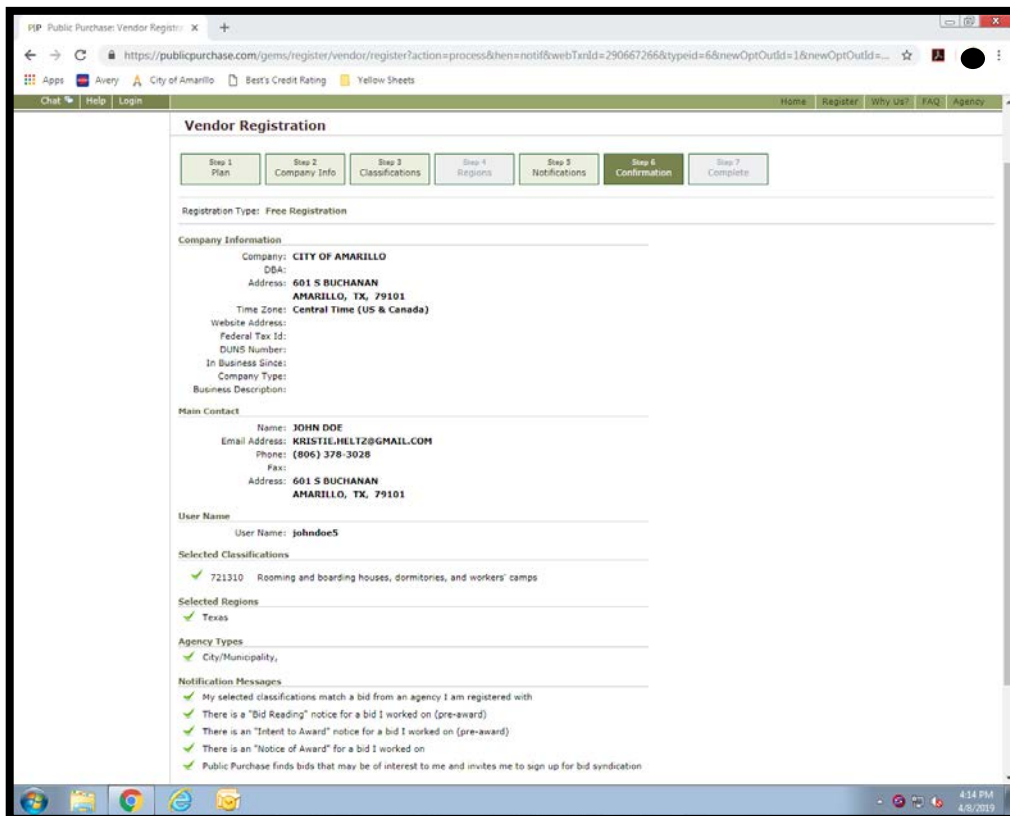 P|P Public Purchase: Vendor Registr
https://publicpurchase.com/gems/register/vendor/register?action=process&hen=notif&webTxnId=290667266&typeid=6&newOptOutId=1&newOptOutId=...
Apps Avery City of Amarillo Best's Credit Rating Yellow Sheets
Chat Help Login Home Register Why Us? FAQ Agency
Vendor Registration
Step 1 Step 2 Step 3 Step 4 Step 5 Step 6 Step 7
Plan Company Info Classifications Regions Notifications Confirmation Complete
Registration Type: Free Registration
Company Information
Company: CITY OF AMARILLO
DBA:
Address: 601 S BUCHANAN
AMARILLO, TX, 79101
Time Zone: Central Time (US & Canada)
Website Address:
Federal Tax Id:
DUNS Number:
In Business Since:
Company Type:
Business Description:
Main Contact
Name: JOHN DOE
Email Address: KRISTIE.HELTZ@GMAIL.COM
Phone: (806) 378-3028
Fax:
Address: 601 S BUCHANAN
AMARILLO, TX, 79101
User Name
User Name: johndoe5
Selected Classifications
721310 Rooming and boarding houses, dormitories, and workers' camps
Selected Regions
Texas
Agency Types
City/Municipality,
Notification Messages
My selected classifications match a bid from an agency I am registered with
There is a "Bid Reading" notice for a bid I worked on (pre-award)
There is an "Intent to Award" notice for a bid I worked on (pre-award)
There is an "Notice of Award" for a bid I worked on
Public Purchase finds bids that may be of interest to me and invites me to sign up for bid syndication
4:14 PM
4/8/2019